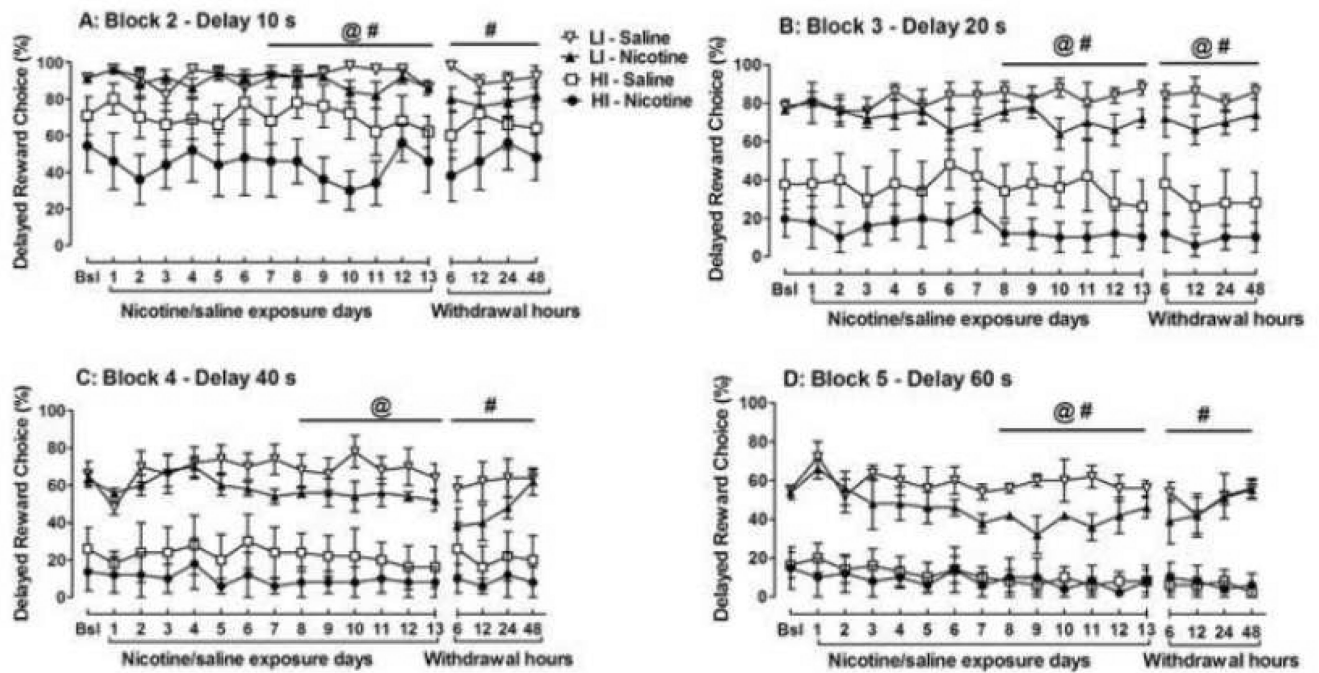 A: Block 2 - Delay 10 s
@ #
#
Delayed Reward Choice (%)
100
80
60
40
20
0
Bsl 1 2 3 4 5 6 7 8 9 10 11 12 13 6 12 24 48
Nicotine/saline exposure days Withdrawal hours
LI - Saline
LI - Nicotine
HI - Saline
HI - Nicotine
B: Block 3 - Delay 20 s
@ #
@ #
Delayed Reward Choice (%)
100
80
60
40
20
0
Bsl 1 2 3 4 5 6 7 8 9 10 11 12 13 6 12 24 48
Nicotine/saline exposure days Withdrawal hours
C: Block 4 - Delay 40 s
@
#
Delayed Reward Choice (%)
100
80
60
40
20
0
Bsl 1 2 3 4 5 6 7 8 9 10 11 12 13 6 12 24 48
Nicotine/saline exposure days Withdrawal hours
D: Block 5 - Delay 60 s
@ #
#
Delayed Reward Choice (%)
100
80
60
40
20
0
Bsl 1 2 3 4 5 6 7 8 9 10 11 12 13 6 12 24 48
Nicotine/saline exposure days Withdrawal hours